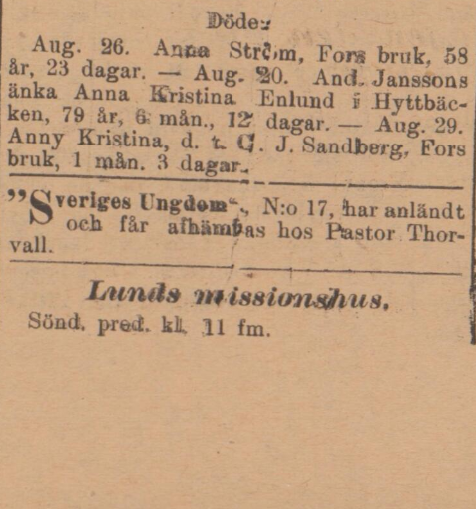 Döde:
Aug. 26. Anna Ström, Fors bruk, 58
år, 23 dagar. — Aug. 20. And. Janssons
änka Anna Kristina Enlund i Hyttbäc-
ken, 79 år, 6 mån., 12 dagar. — Aug. 29.
Anny Kristina, d. t. C. J. Sandberg, Fors
bruk, 1 mån. 3 dagar.
”Sveriges Ungdom“, N:o 17, har anländt
och får afhämtas hos Pastor Thor-
vall.
Lunds missionshus.
Sönd. pred. kl. 11 fm.